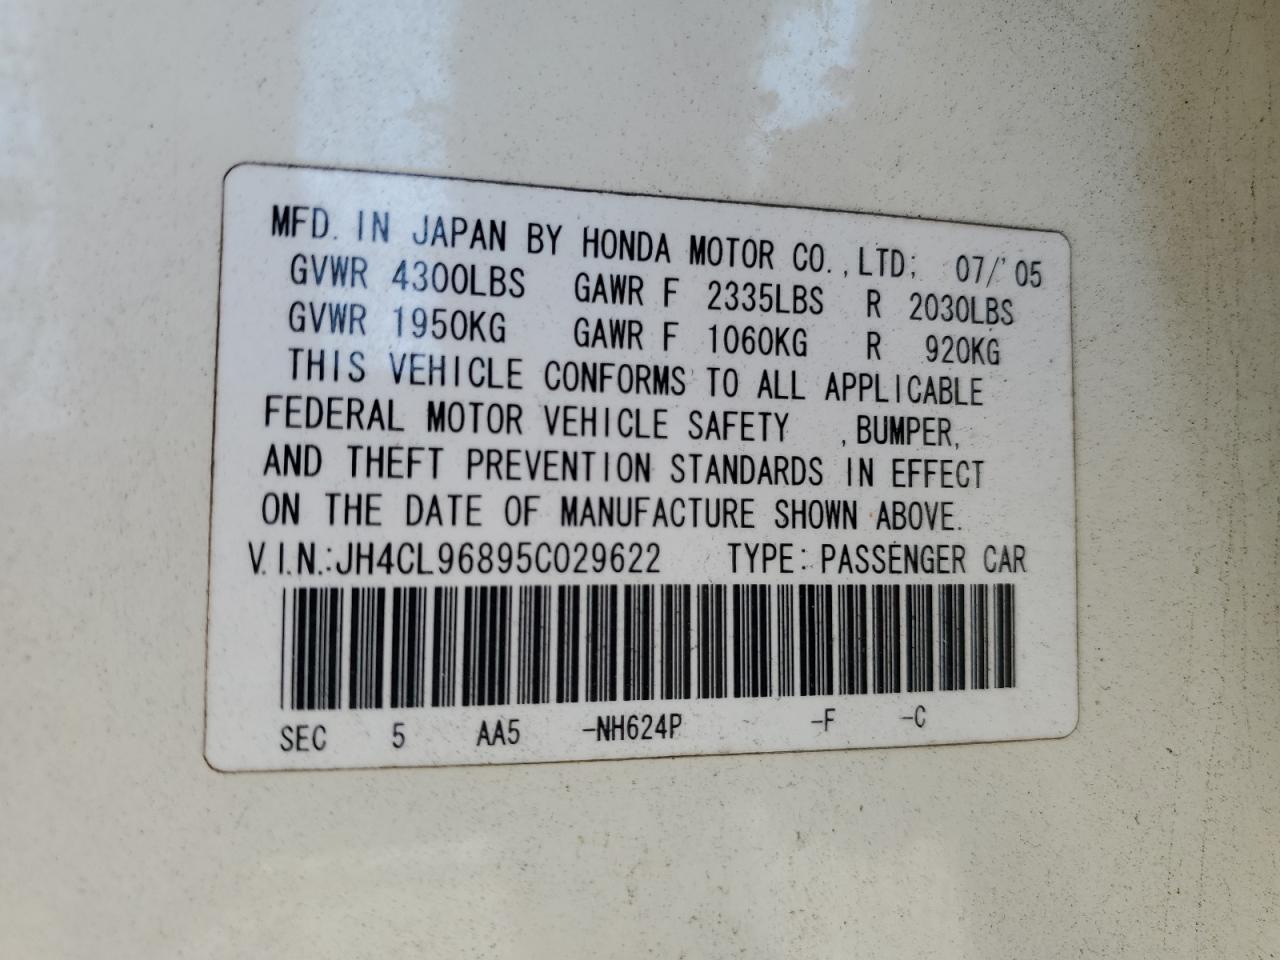 MFD. IN JAPAN BY HONDA MOTOR CO.,LTD; 07/'05
GVWR 4300LBS GAWR F 2335LBS R 2030LBS
GVWR 1950KG GAWR F 1060KG R 920KG
THIS VEHICLE CONFORMS TO ALL APPLICABLE
FEDERAL MOTOR VEHICLE SAFETY ,BUMPER,
AND THEFT PREVENTION STANDARDS IN EFFECT
ON THE DATE OF MANUFACTURE SHOWN ABOVE.
V.I.N.:JH4CL96895C029622 TYPE: PASSENGER CAR
SEC 5 AA5 -NH624P -F -C